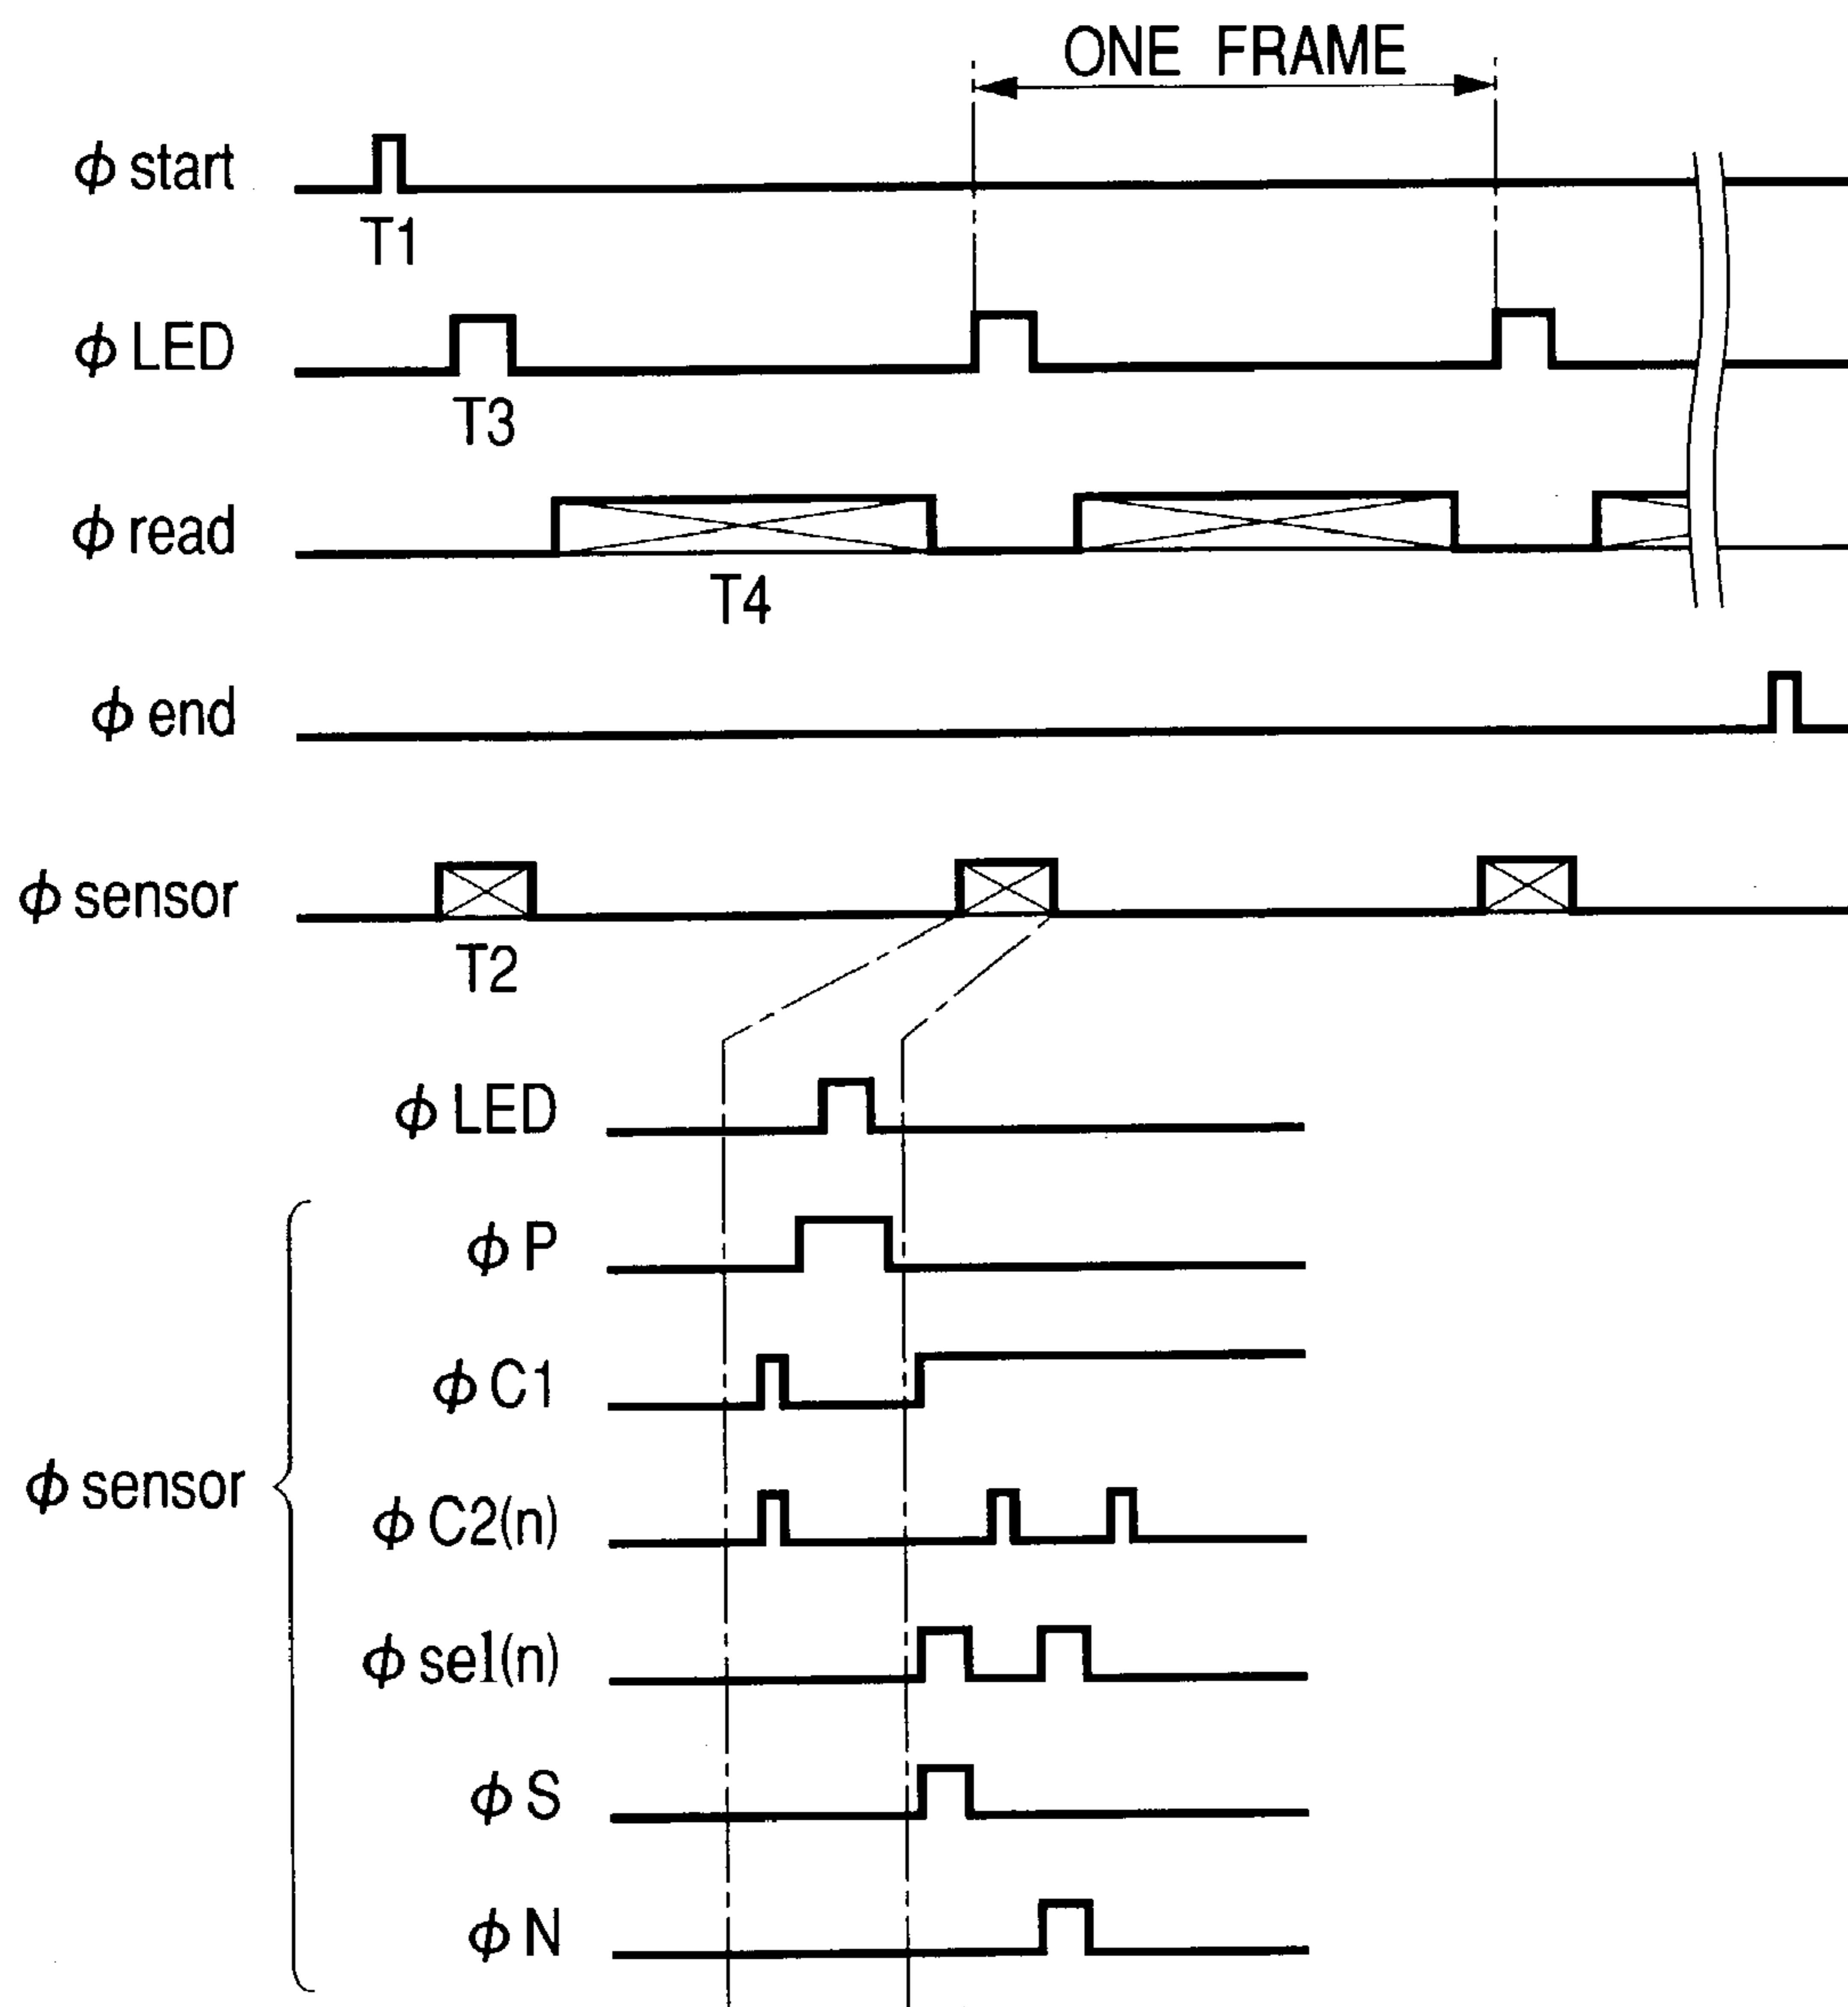 ONE FRAME
ϕ start
T1
ϕ LED
T3
ϕ read
T4
ϕ end
ϕ sensor
T2
ϕ LED
ϕ P
ϕ C1
ϕ sensor
ϕ C2(n)
ϕ sel(n)
ϕ S
ϕ N